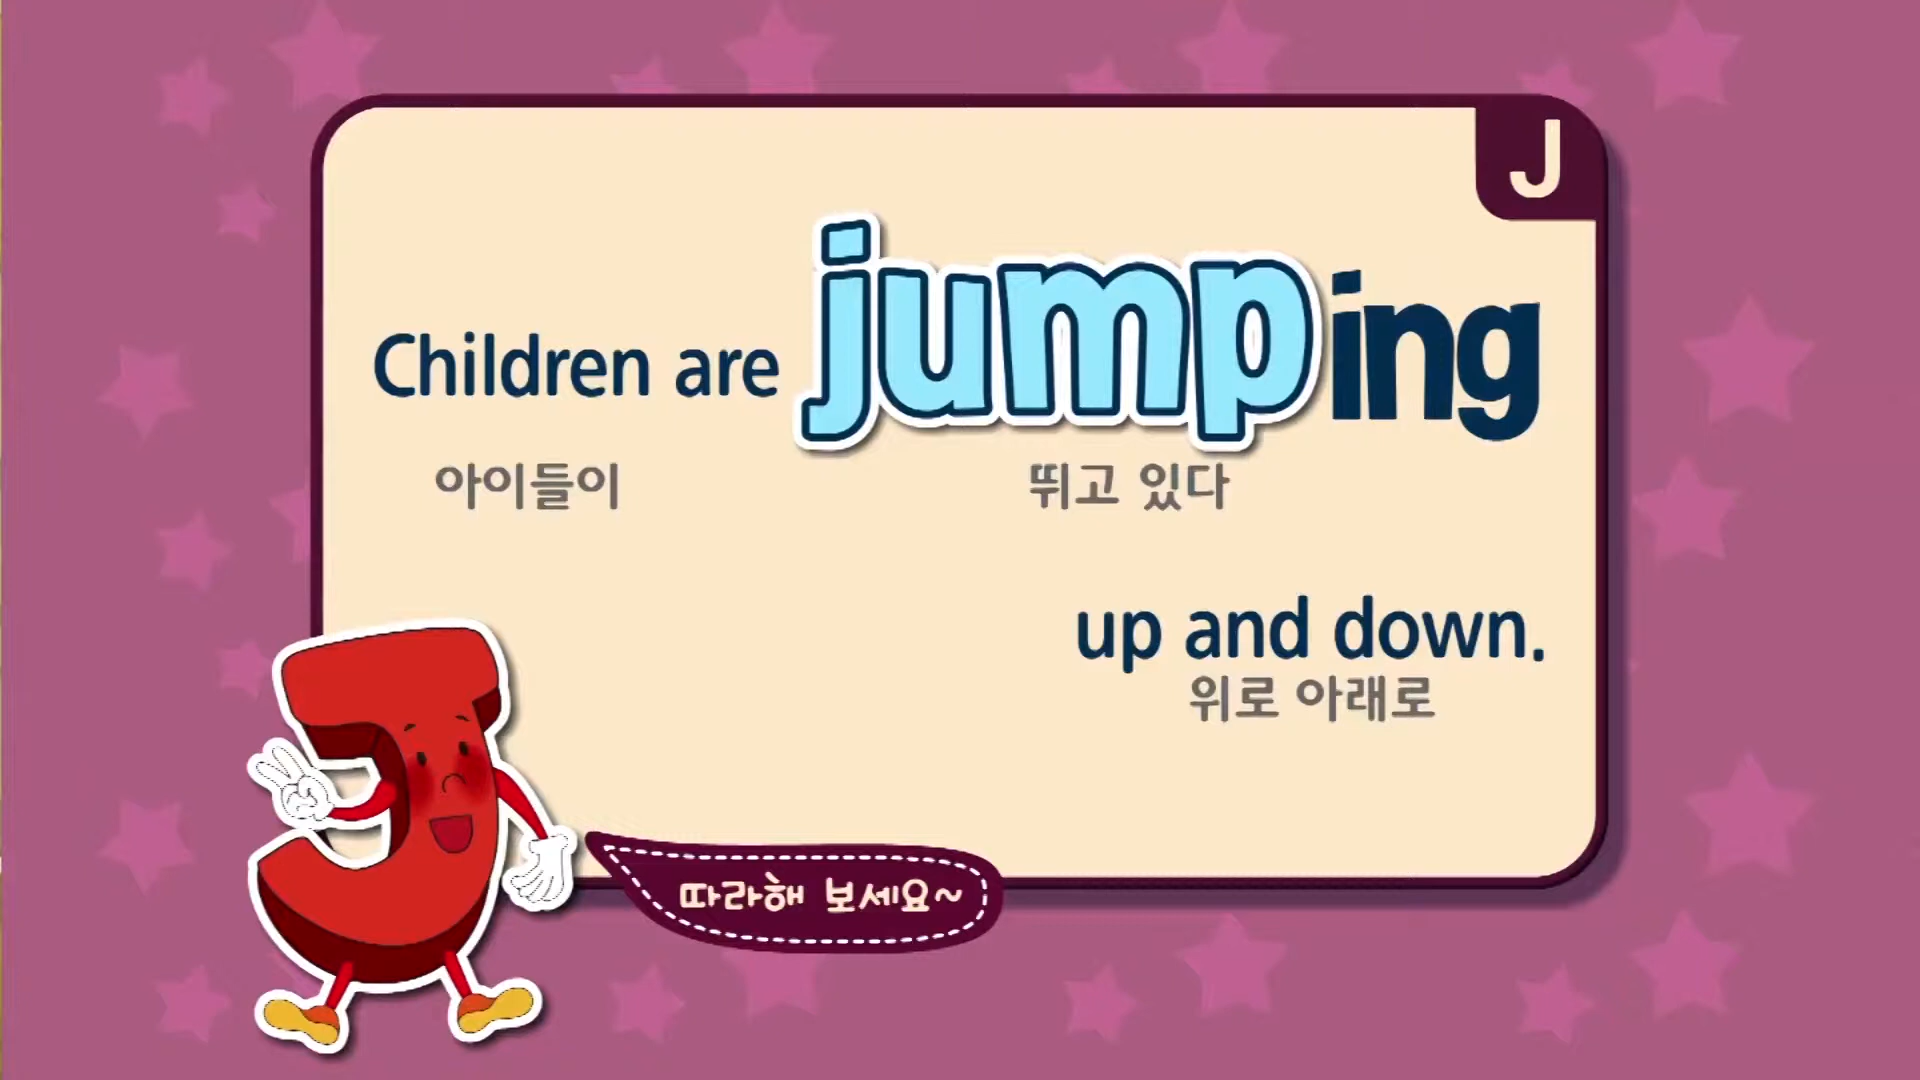 J
Children are jumping
아이들이 뛰고 있다
up and down.
위로 아래로
따라해 보세요~